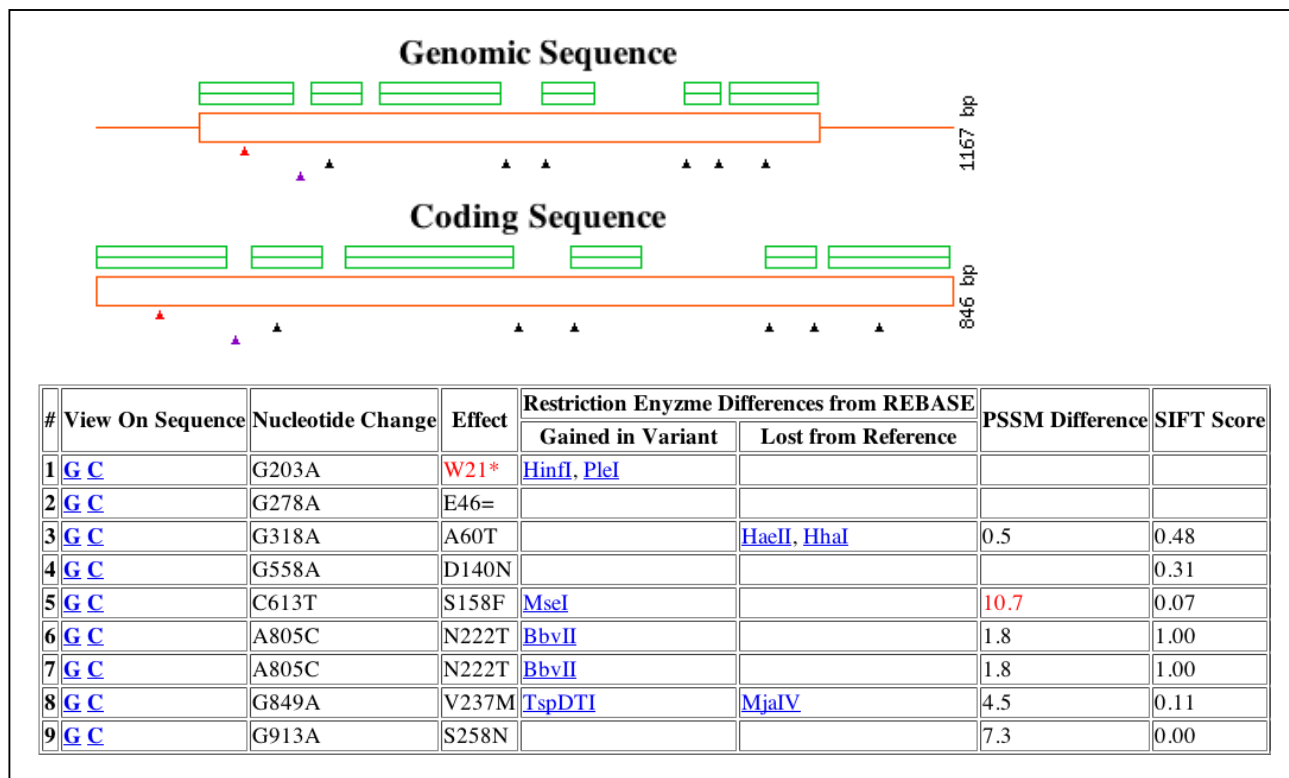 Genomic Sequence
1167 bp
Coding Sequence
846 bp
# View On Sequence Nucleotide Change Effect Restriction Enyzme Differences from REBASE PSSM Difference SIFT Score
Gained in Variant Lost from Reference
1 G C G203A W21* HinfI, PleI
2 G C G278A E46=
3 G C G318A A60T HaeII, HhaI 0.5 0.48
4 G C G558A D140N 0.31
5 G C C613T S158F MseI 10.7 0.07
6 G C A805C N222T BbvII 1.8 1.00
7 G C A805C N222T BbvII 1.8 1.00
8 G C G849A V237M TspDTI MjaIV 4.5 0.11
9 G C G913A S258N 7.3 0.00